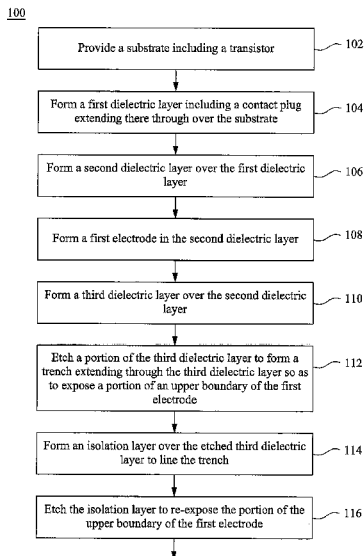 100
Provide a substrate including a transistor
102
Form a first dielectric layer including a contact plug
extending there through over the substrate
104
Form a second dielectric layer over the first dielectric
layer
106
Form a first electrode in the second dielectric layer
108
Form a third dielectric layer over the second dielectric
layer
110
Etch a portion of the third dielectric layer to form a
trench extending through the third dielectric layer so as
to expose a portion of an upper boundary of the first
electrode
112
Form an isolation layer over the etched third dielectric
layer to line the trench
114
Etch the isolation layer to re-expose the portion of the
upper boundary of the first electrode
116